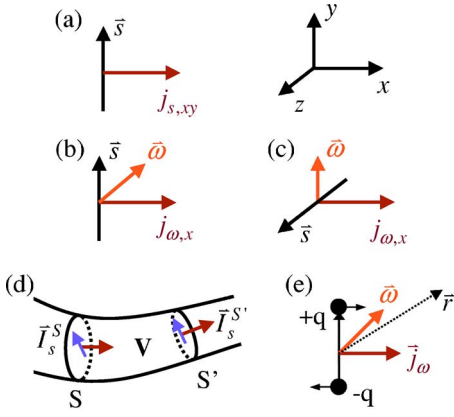 (a)
s⃗
j_{s,xy}
y
x
z
(b)
s⃗
ω⃗
j_{ω,x}
(c)
ω⃗
s⃗
j_{ω,x}
(d)
I⃗_s^S
V
I⃗_s^{S'}
S
S'
(e)
+q
ω⃗
r⃗
j⃗_ω
-q